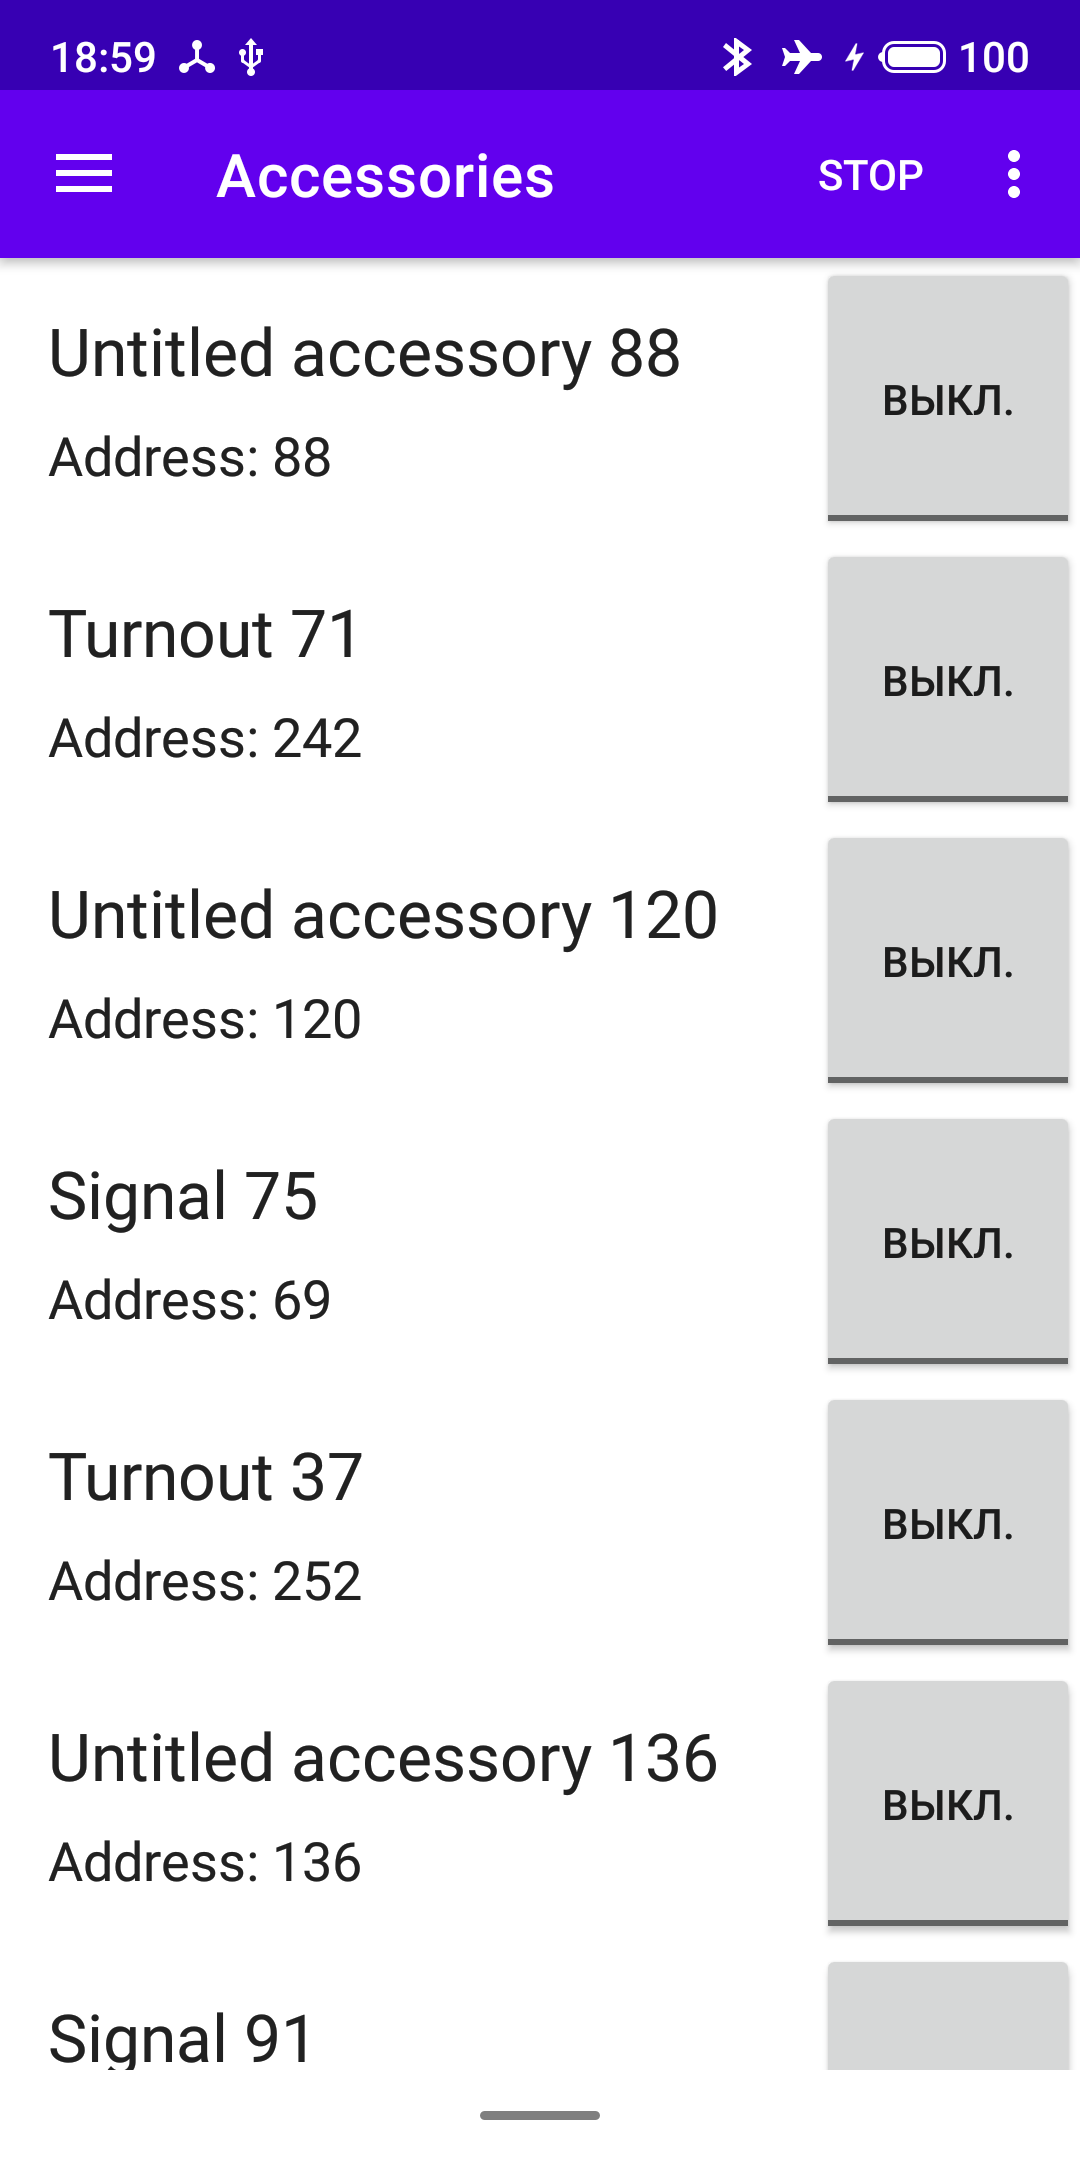 18:59
100
Accessories
STOP
Untitled accessory 88
Address: 88
ВЫКЛ.
Turnout 71
Address: 242
ВЫКЛ.
Untitled accessory 120
Address: 120
ВЫКЛ.
Signal 75
Address: 69
ВЫКЛ.
Turnout 37
Address: 252
ВЫКЛ.
Untitled accessory 136
Address: 136
ВЫКЛ.
Signal 91